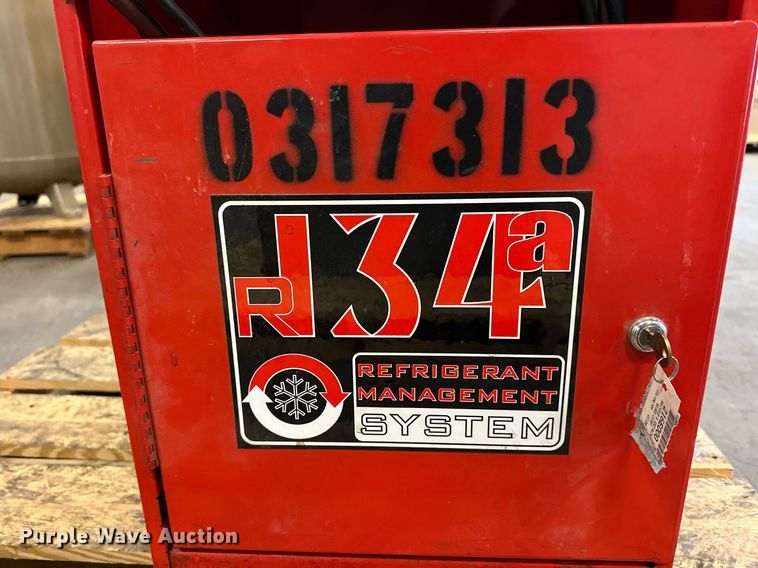 0317313
R134a
REFRIGERANT
MANAGEMENT
SYSTEM
Purple Wave Auction®